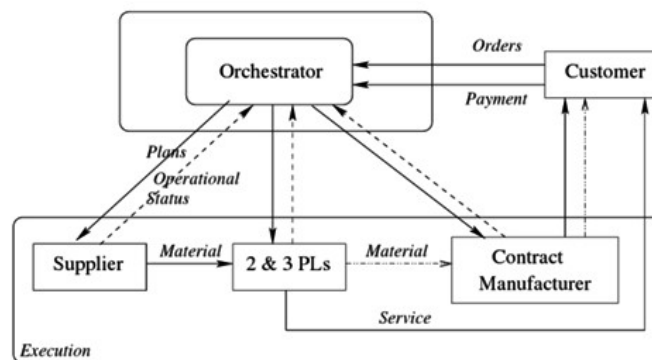 Orders
Orchestrator
Customer
Payment
Plans
Operational
Status
Material
Material
Supplier
2 & 3 PLs
Contract
Manufacturer
Service
Execution